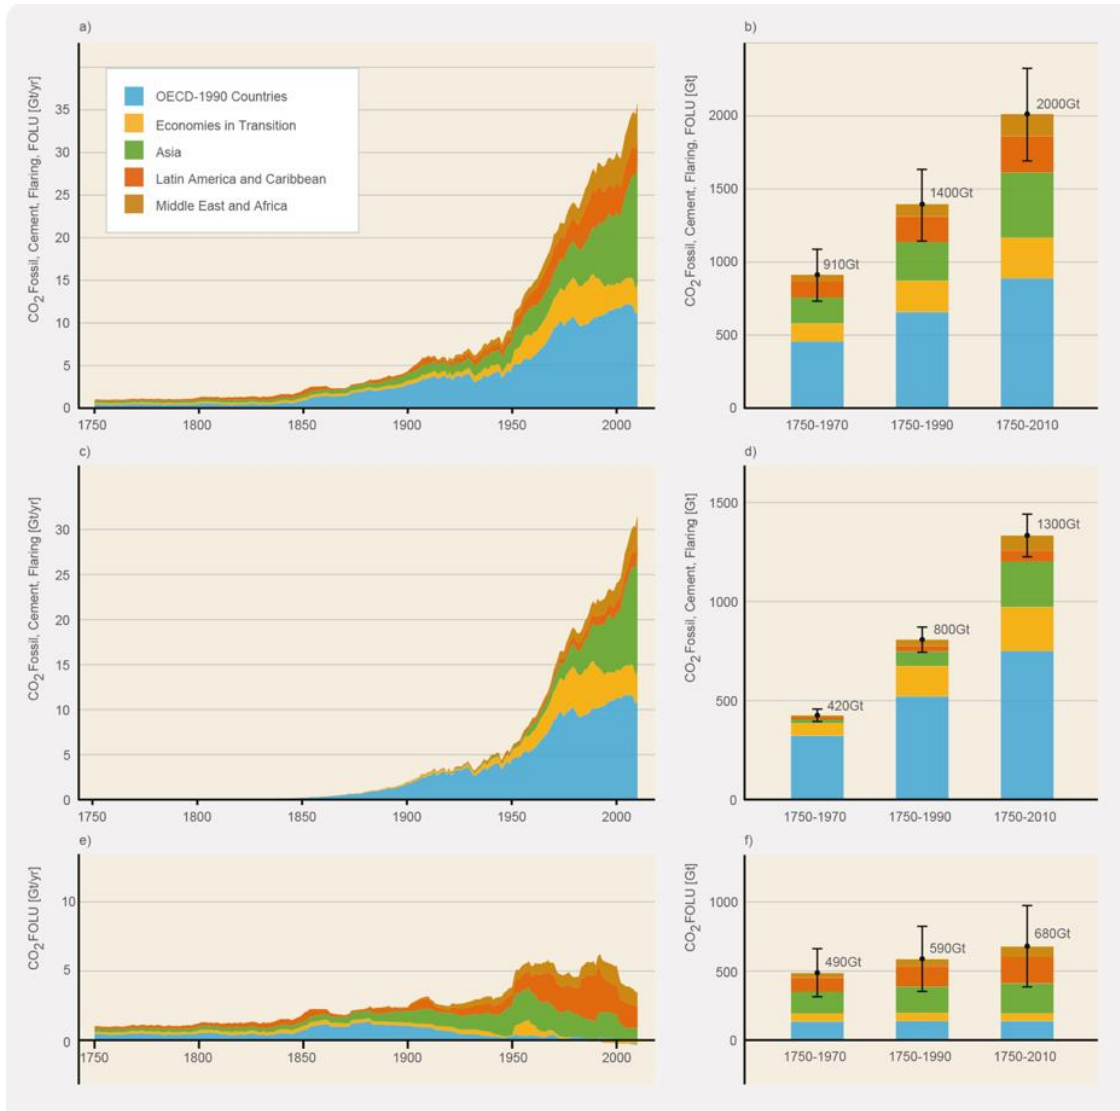 a)
CO2 Fossil, Cement, Flaring, FOLU [Gt/yr]
35
30
25
20
15
10
5
0
OECD-1990 Countries
Economies in Transition
Asia
Latin America and Caribbean
Middle East and Africa
1750 1800 1850 1900 1950 2000
b)
CO2 Fossil, Cement, Flaring, FOLU [Gt]
2000
1500
1000
500
0
910Gt
1400Gt
2000Gt
1750-1970 1750-1990 1750-2010
c)
CO2 Fossil, Cement, Flaring [Gt/yr]
30
25
20
15
10
5
0
1750 1800 1850 1900 1950 2000
d)
CO2 Fossil, Cement, Flaring [Gt]
1500
1000
500
0
420Gt
800Gt
1300Gt
1750-1970 1750-1990 1750-2010
e)
CO2 FOLU [Gt/yr]
10
5
0
1750 1800 1850 1900 1950 2000
f)
CO2 FOLU [Gt]
1000
500
0
490Gt
590Gt
680Gt
1750-1970 1750-1990 1750-2010